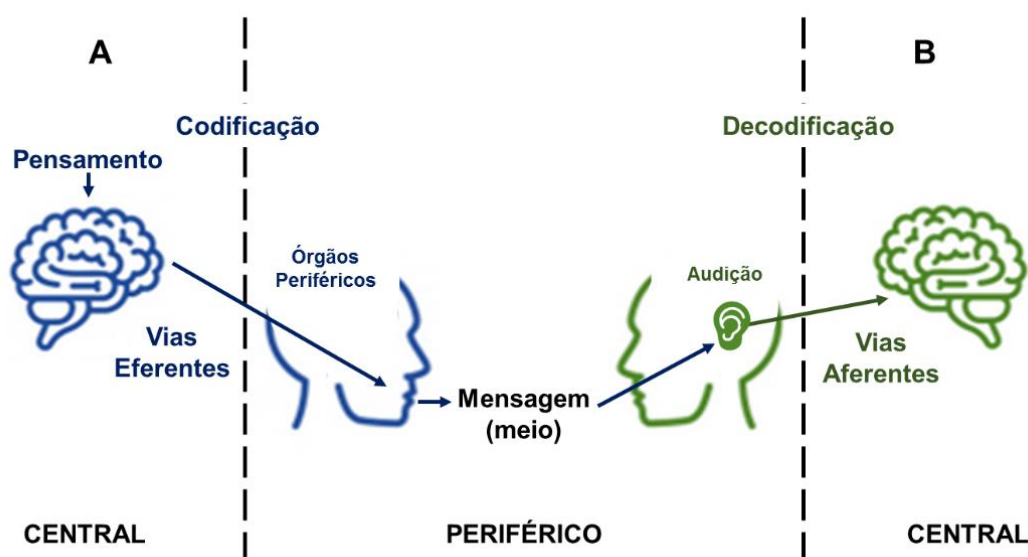 A
B
Codificação
Decodificação
Pensamento
Órgãos
Periféricos
Audição
Vias
Eferentes
Vias
Aferentes
Mensagem
(meio)
CENTRAL
PERIFÉRICO
CENTRAL